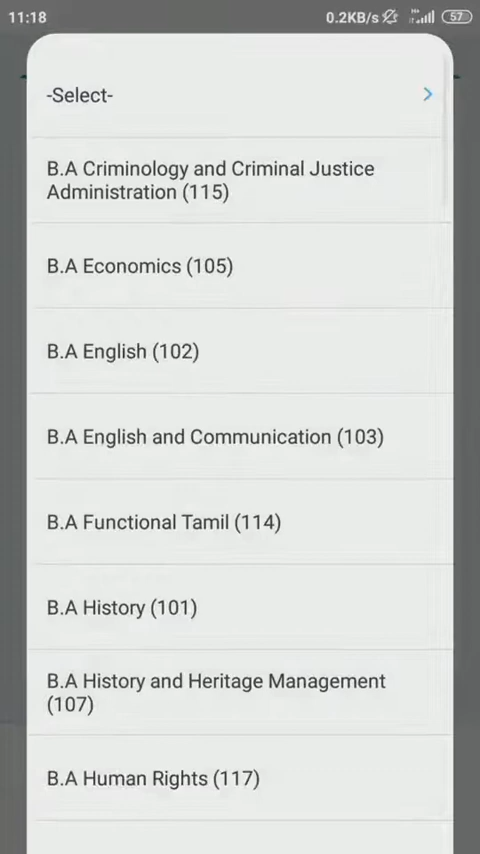 11:18 0.2KB/s 57
-Select-
B.A Criminology and Criminal Justice
Administration (115)
B.A Economics (105)
B.A English (102)
B.A English and Communication (103)
B.A Functional Tamil (114)
B.A History (101)
B.A History and Heritage Management
(107)
B.A Human Rights (117)